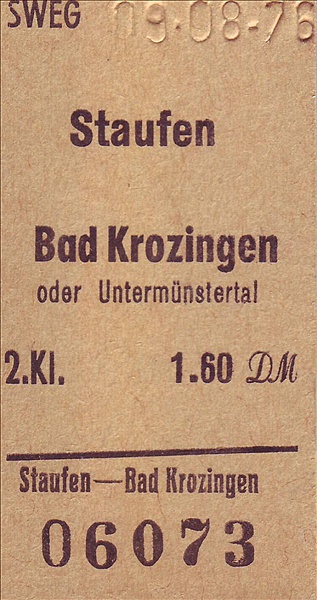 SWEG 09·08-76
Staufen
Bad Krozingen
oder Untermünstertal
2.Kl. 1.60 DM
Staufen—Bad Krozingen
06073